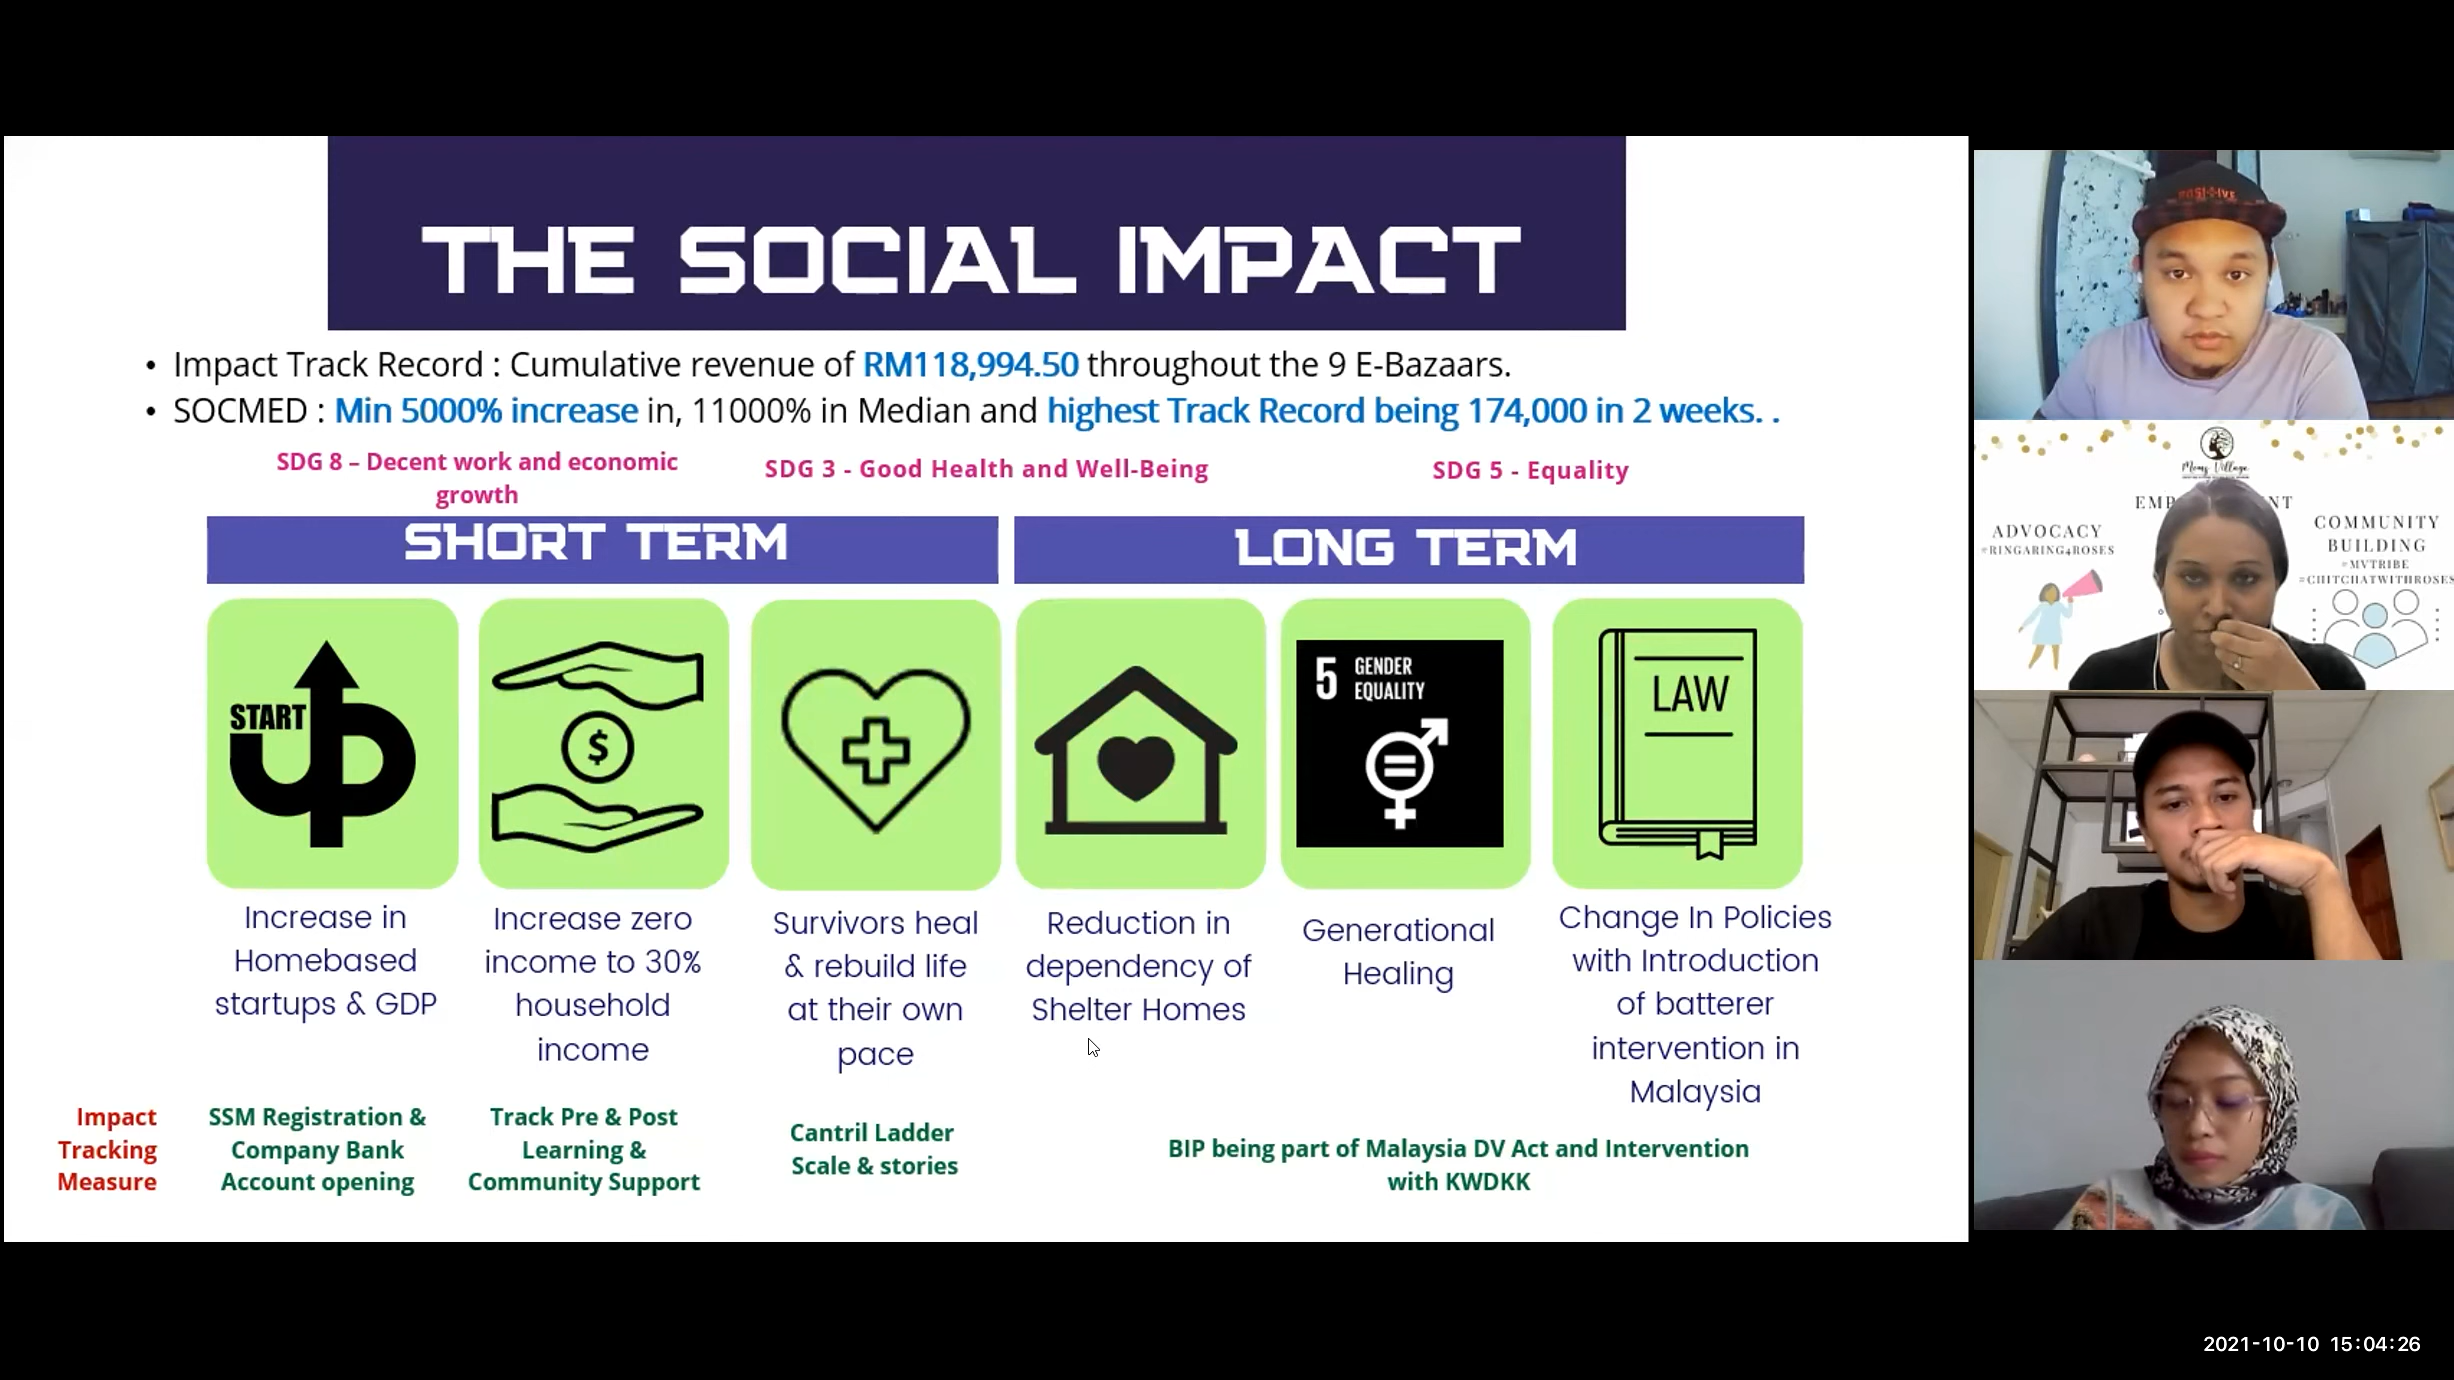 THE SOCIAL IMPACT
• Impact Track Record : Cumulative revenue of RM118,994.50 throughout the 9 E-Bazaars.
• SOCMED : Min 5000% increase in, 11000% in Median and highest Track Record being 174,000 in 2 weeks. .
SDG 8 – Decent work and economic
growth
SDG 3 - Good Health and Well-Being
SDG 5 - Equality
SHORT TERM
LONG TERM
START
UP
$
5 GENDER
EQUALITY
LAW
Increase in
Homebased
startups & GDP
Increase zero
income to 30%
household
income
Survivors heal
& rebuild life
at their own
pace
Reduction in
dependency of
Shelter Homes
Generational
Healing
Change In Policies
with Introduction
of batterer
intervention in
Malaysia
Impact
Tracking
Measure
SSM Registration &
Company Bank
Account opening
Track Pre & Post
Learning &
Community Support
Cantril Ladder
Scale & stories
BIP being part of Malaysia DV Act and Intervention
with KWDKK
Moms Village
ADVOCACY
#RINGARING4ROSES
COMMUNITY
BUILDING
#MVTRIBE
#CHITCHATWITHROSES
2021-10-10 15:04:26